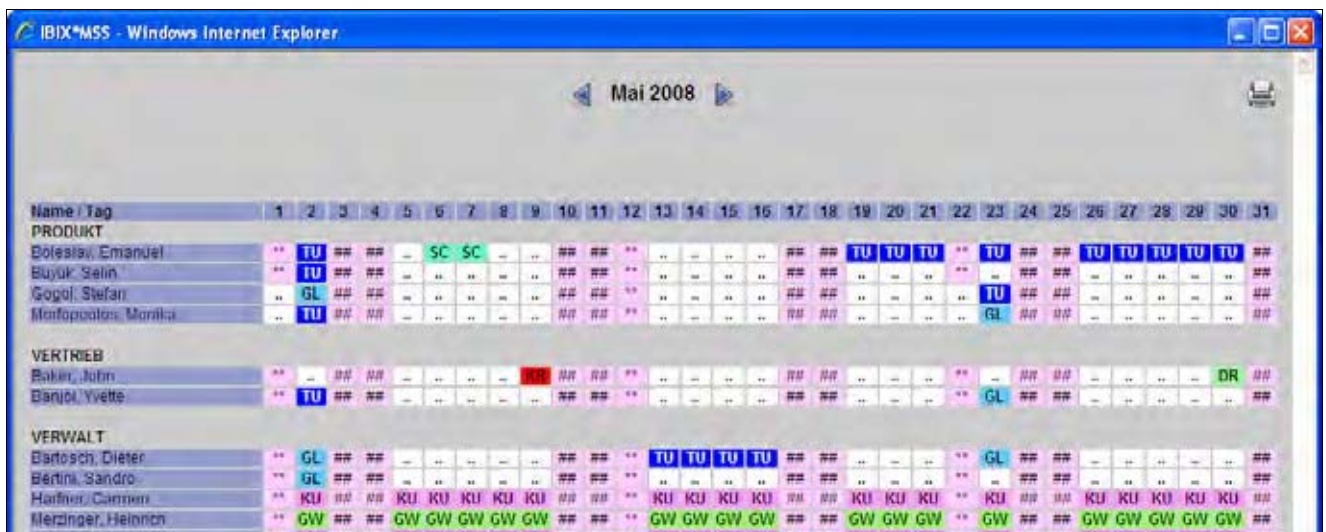 IBIX*MSS - Windows Internet Explorer
Mai 2008
Name / Tag 1 2 3 4 5 6 7 8 9 10 11 12 13 14 15 16 17 18 19 20 21 22 23 24 25 26 27 28 29 30 31
PRODUKT
Boleslav, Emanuel ** TU ## ## .. SC SC .. .. ## ## ** .. .. .. .. ## ## TU TU TU ** TU ## ## TU TU TU TU TU ##
Büyük, Selin ** TU ## ## .. .. .. .. .. ## ## ** .. .. .. .. ## ## .. .. .. ** .. ## ## .. .. .. .. .. ##
Gogol, Stefan .. GL ## ## .. .. .. .. .. ## ## ** .. .. .. .. ## ## .. .. .. .. TU ## ## .. .. .. .. .. ##
Morfopoulos, Monika .. TU ## ## .. .. .. .. .. ## ## ** .. .. .. .. ## ## .. .. .. .. GL ## ## .. .. .. .. .. ##
VERTRIEB
Baker, John ** .. ## ## .. .. .. .. KR ## ## ** .. .. .. .. ## ## .. .. .. ** .. ## ## .. .. .. .. DR ##
Banjol, Yvette ** TU ## ## .. .. .. .. .. ## ## ** .. .. .. .. ## ## .. .. .. ** GL ## ## .. .. .. .. .. ##
VERWALT
Bartosch, Dieter ** GL ## ## .. .. .. .. .. ## ## ** TU TU TU TU ## ## .. .. .. ** GL ## ## .. .. .. .. .. ##
Bertini, Sandro ** GL ## ## .. .. .. .. .. ## ## ** .. .. .. .. ## ## .. .. .. ** .. ## ## .. .. .. .. .. ##
Harfner, Carmen ** KU ## ## KU KU KU KU KU ## ## ** KU KU KU KU ## ## KU KU KU ** KU ## ## KU KU KU KU KU ##
Merzinger, Heinrich ** GW ## ## GW GW GW GW GW ## ## ** GW GW GW GW ## ## GW GW GW ** GW ## ## GW GW GW GW GW ##